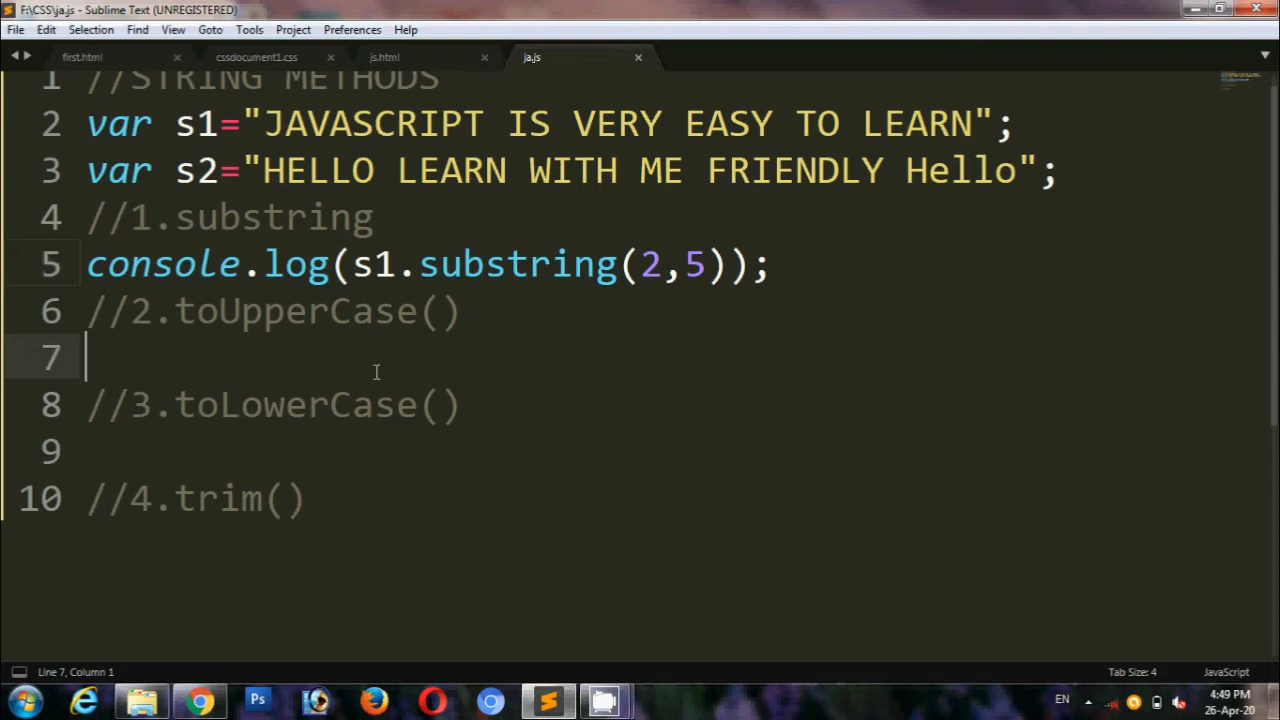 F:\CSS\ja.js - Sublime Text (UNREGISTERED)
File Edit Selection Find View Goto Tools Project Preferences Help
first.html cssdocument1.css js.html ja.js
1 //STRING METHODS
2 var s1="JAVASCRIPT IS VERY EASY TO LEARN";
3 var s2="HELLO LEARN WITH ME FRIENDLY Hello";
4 //1.substring
5 console.log(s1.substring(2,5));
6 //2.toUpperCase()
7
8 //3.toLowerCase()
9
10 //4.trim()
Line 7, Column 1 Tab Size: 4 JavaScript
Ps EN 4:49 PM
26-Apr-20